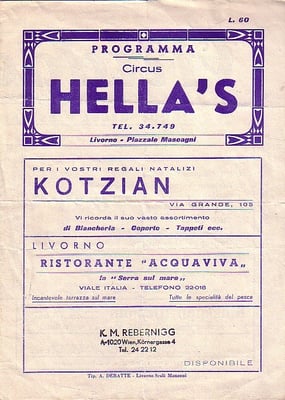 L. 60
PROGRAMMA
Circus
HELLA'S
TEL. 34.749
Livorno - Piazzale Mascagni
PER I VOSTRI REGALI NATALIZI
KOTZIAN
VIA GRANDE, 105
Vi ricorda il suo vasto assortimento
di Biancheria - Coperte - Tappeti ecc.
LIVORNO
RISTORANTE "ACQUAVIVA"
la "Serra sul mare"
VIALE ITALIA - TELEFONO 22-018
Incantevole terrazza sul mare Tutte le specialità del pesce
K. M. REBERNIGG
A-1020 Wien, Körnergasse 4
Tel. 24 22 12
DISPONIBILE
Tip. A. DEBATTE - Livorno Scali Manzoni